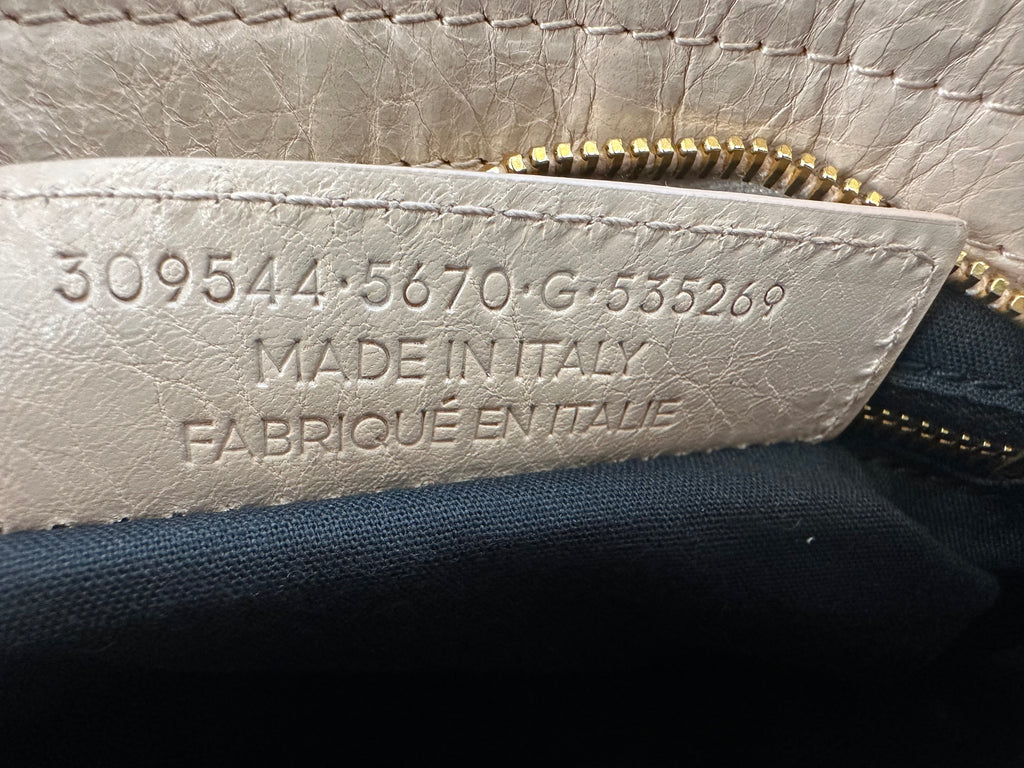 309544·5670·G·535269
MADE IN ITALY
FABRIQUÉ EN ITALIE